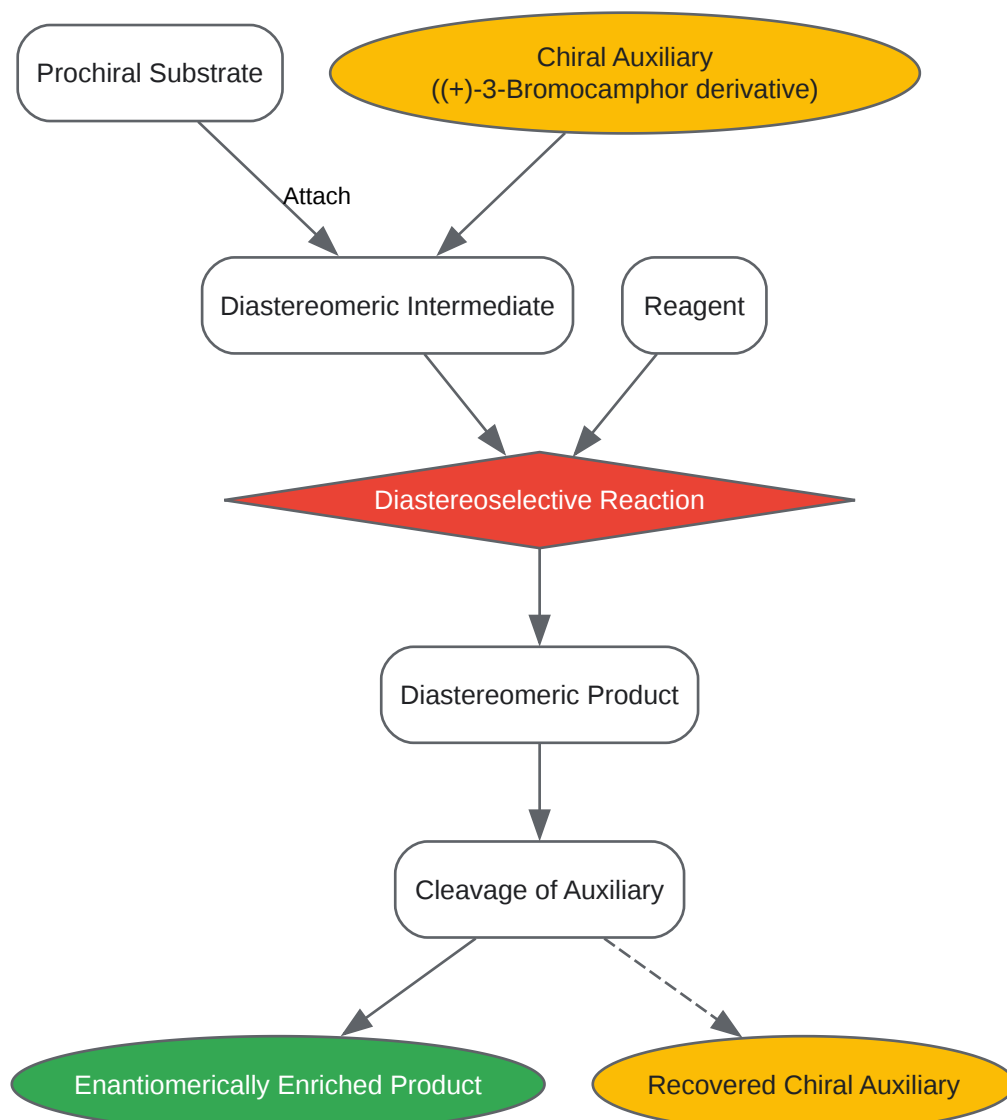 Prochiral Substrate
Chiral Auxiliary
((+)-3-Bromocamphor derivative)
Attach
Diastereomeric Intermediate
Reagent
Diastereoselective Reaction
Diastereomeric Product
Cleavage of Auxiliary
Enantiomerically Enriched Product
Recovered Chiral Auxiliary